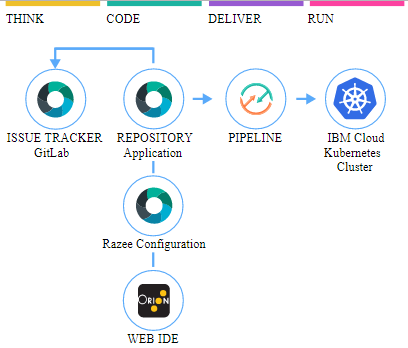 THINK
CODE
DELIVER
RUN
ISSUE TRACKER
GitLab
REPOSITORY
Application
PIPELINE
IBM Cloud
Kubernetes
Cluster
Razee Configuration
ORION
WEB IDE